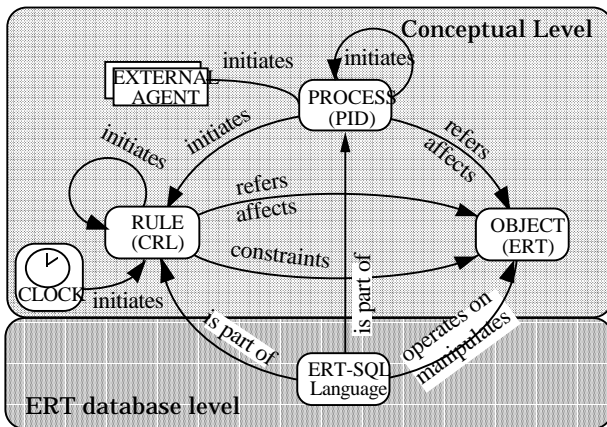 Conceptual Level
initiates
initiates
EXTERNAL
AGENT
PROCESS
(PID)
initiates
refers
affects
initiates
refers
affects
RULE
(CRL)
OBJECT
(ERT)
constraints
CLOCK
initiates
is part of
is part of
operates on
manipulates
ERT-SQL
Language
ERT database level